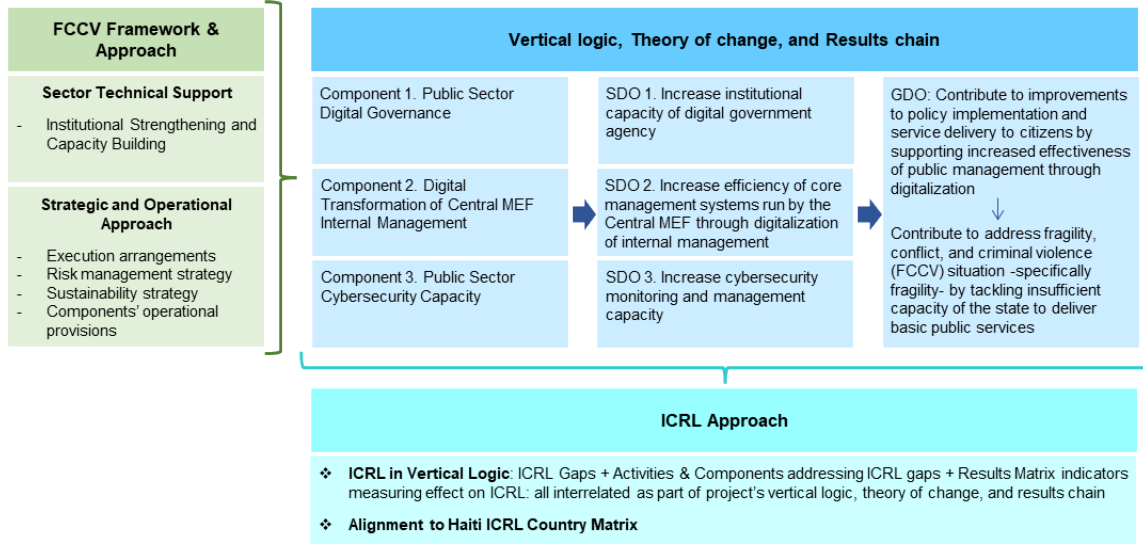 FCCV Framework &
Approach
Sector Technical Support
- Institutional Strengthening and
Capacity Building
Strategic and Operational
Approach
- Execution arrangements
- Risk management strategy
- Sustainability strategy
- Components' operational
provisions
Vertical logic, Theory of change, and Results chain
Component 1. Public Sector
Digital Governance
SDO 1. Increase institutional
capacity of digital government
agency
Component 2. Digital
Transformation of Central MEF
Internal Management
SDO 2. Increase efficiency of core
management systems run by the
Central MEF through digitalization
of internal management
Component 3. Public Sector
Cybersecurity Capacity
SDO 3. Increase cybersecurity
monitoring and management
capacity
GDO: Contribute to improvements
to policy implementation and
service delivery to citizens by
supporting increased effectiveness
of public management through
digitalization
Contribute to address fragility,
conflict, and criminal violence
(FCCV) situation -specifically
fragility- by tackling insufficient
capacity of the state to deliver
basic public services
ICRL Approach
❖ ICRL in Vertical Logic: ICRL Gaps + Activities & Components addressing ICRL gaps + Results Matrix indicators
measuring effect on ICRL: all interrelated as part of project's vertical logic, theory of change, and results chain
❖ Alignment to Haiti ICRL Country Matrix